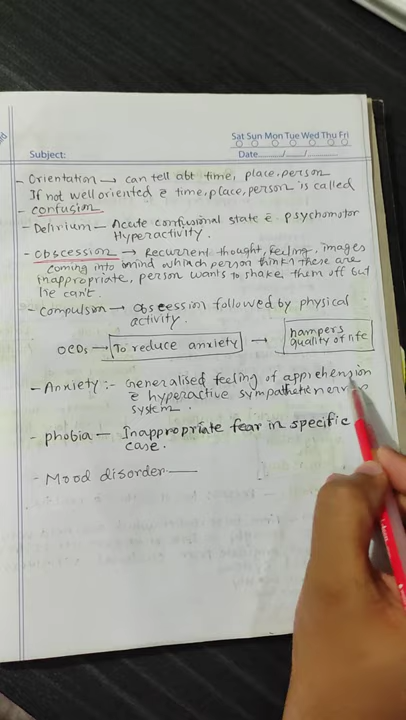 Sat Sun Mon Tue Wed Thu Fri
Subject:
Date ...../...../.....
- Orientation → can tell abt time, place, person
If not well oriented c̄ time, place, person is called
- confusion
- Delirium - Acute confusional state c̄ psychomotor
Hyperactivity.
- obscession → Recurrent thought, Feeling, images
coming into mind which person think these are
inappropriate, person wants to shake them off but
he can't.
- Compulsion → obsession followed by physical
activity.
OCDs → To reduce anxiety → hampers
quality of life
- Anxiety :- Generalised feeling of apprehension
c̄ hyperactive sympathetic
system.
- phobia - Inappropriate fear in specific
case.
- Mood disorder —